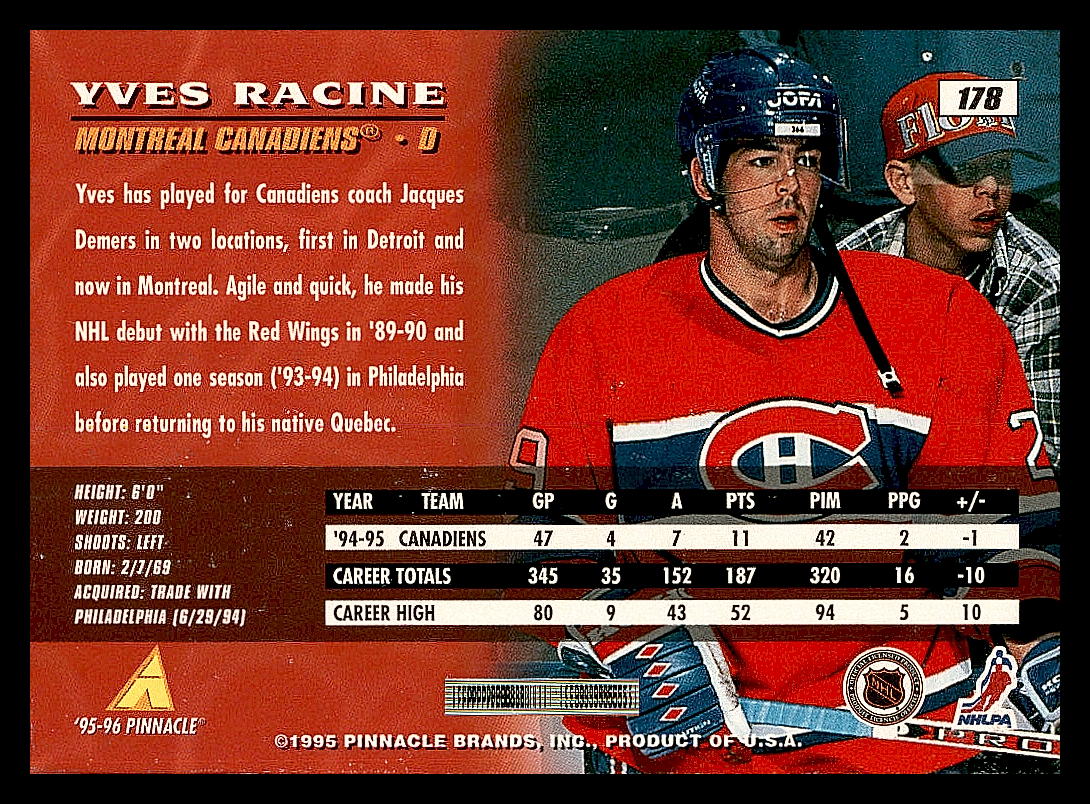 YVES RACINE
178
MONTREAL CANADIENS® · D
JOFA
366
Yves has played for Canadiens coach Jacques
Demers in two locations, first in Detroit and
now in Montreal. Agile and quick, he made his
NHL debut with the Red Wings in '89-90 and
also played one season ('93-94) in Philadelphia
before returning to his native Quebec.
HEIGHT: 6'0"
WEIGHT: 200
SHOOTS: LEFT
BORN: 2/7/69
ACQUIRED: TRADE WITH
PHILADELPHIA (6/29/94)
YEAR TEAM GP G A PTS PIM PPG +/-
'94-95 CANADIENS 47 4 7 11 42 2 -1
CAREER TOTALS 345 35 152 187 320 16 -10
CAREER HIGH 80 9 43 52 94 5 10
'95-96 PINNACLE®
NHL
NHLPA
PRO
©1995 PINNACLE BRANDS, INC., PRODUCT OF U.S.A.